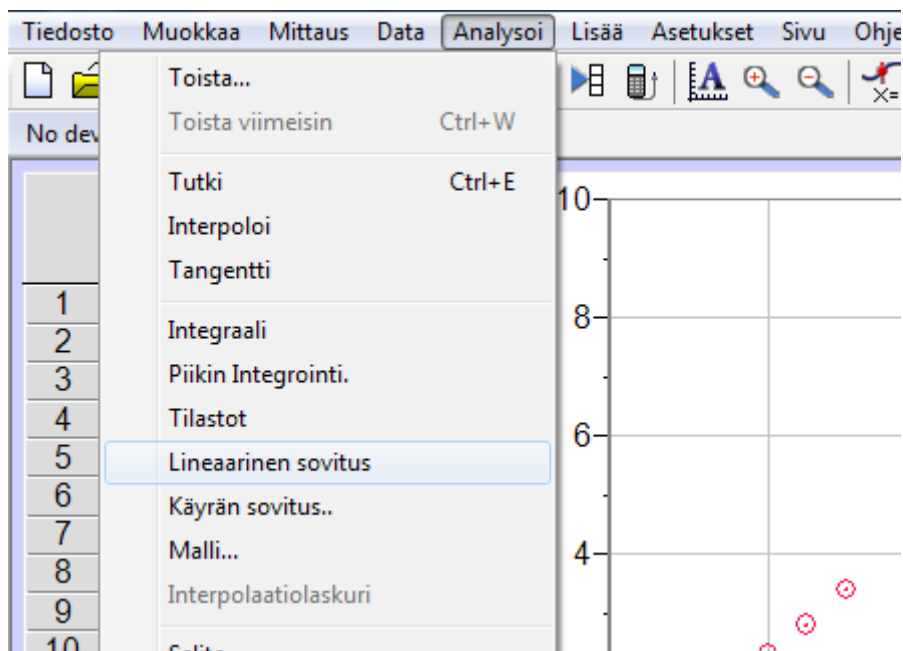 Tiedosto Muokkaa Mittaus Data Analysoi Lisää Asetukset Sivu Ohje
A X=
No dev
Toista...
Toista viimeisin Ctrl+W
Tutki Ctrl+E
Interpoloi
Tangentti
Integraali
Piikin Integrointi.
Tilastot
Lineaarinen sovitus
Käyrän sovitus..
Malli...
Interpolaatiolaskuri
1
2
3
4
5
6
7
8
9
10
10
8
6
4